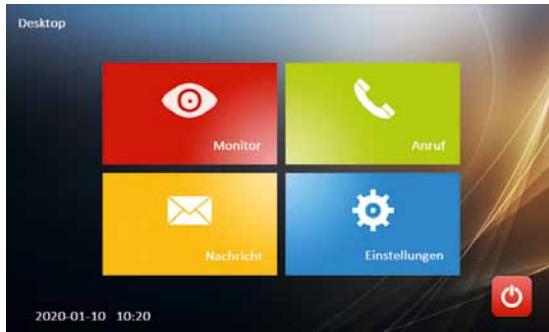 Desktop
Monitor
Anruf
Nachricht
Einstellungen
2020-01-10 10:20